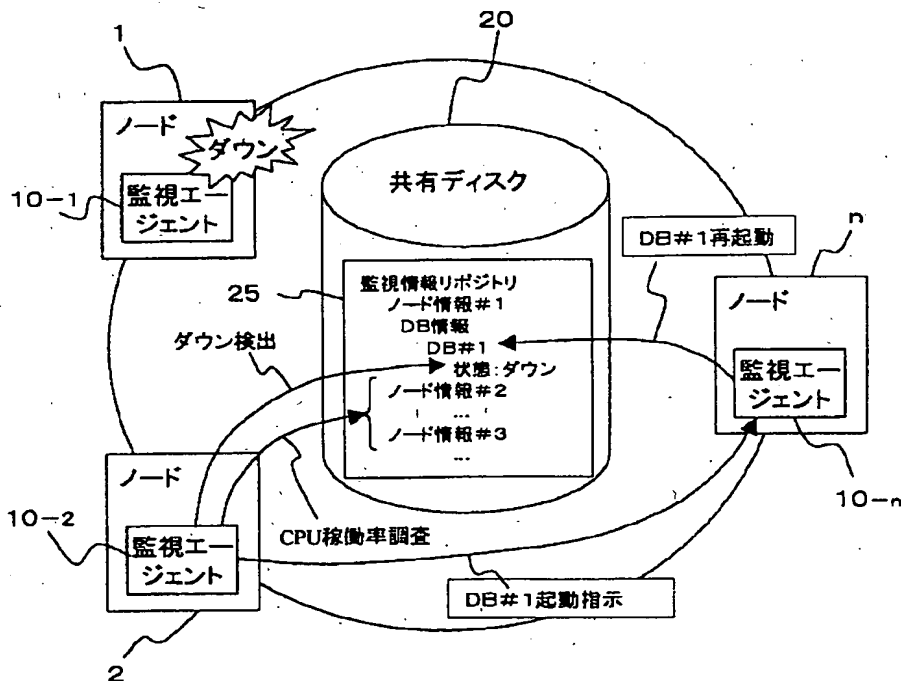 20
1
ノード
ダウン
10-1
監視エー
ジェント
共有ディスク
DB#1再起動
n
25
監視情報リポジトリ
ノード情報#1
DB情報
DB#1
状態:ダウン
ノード情報#2
...
ノード情報#3
...
ダウン検出
ノード
監視エー
ジェント
10-n
ノード
10-2
監視エー
ジェント
CPU稼働率調査
DB#1起動指示
2